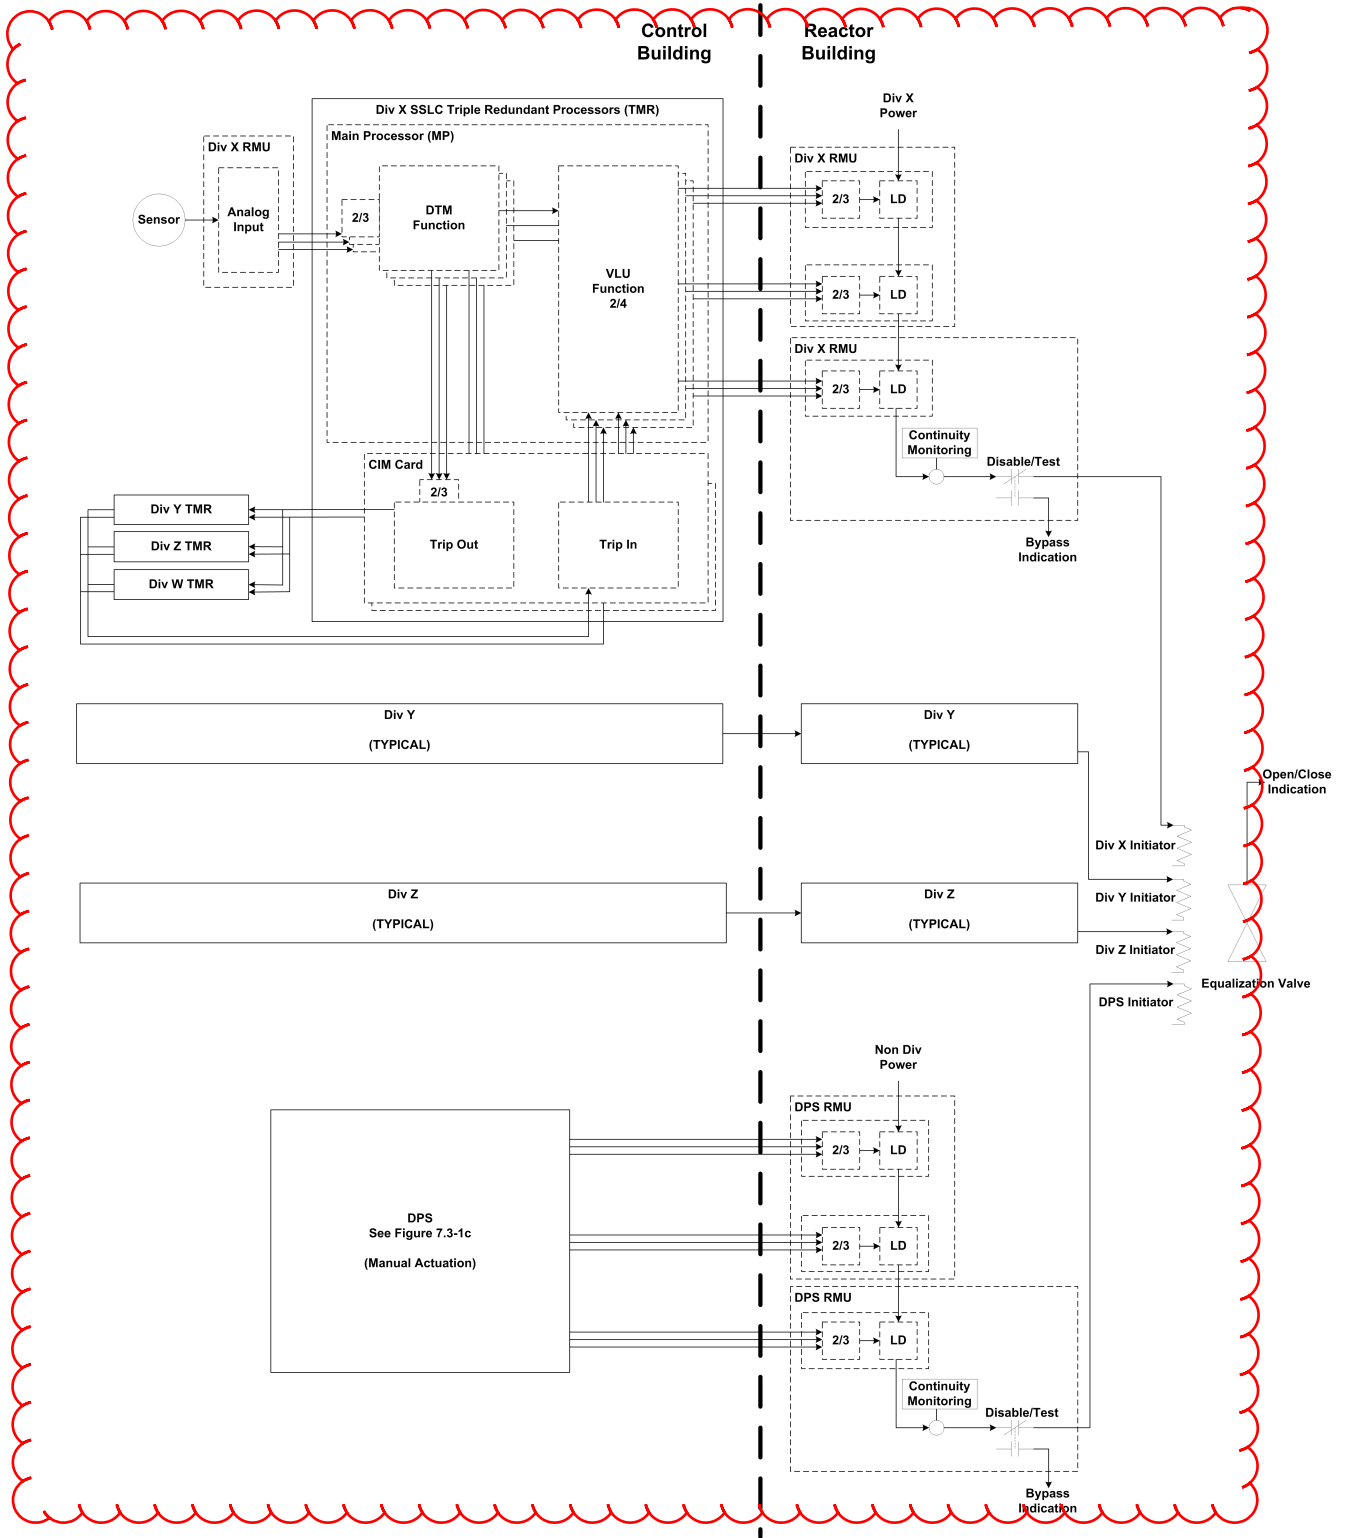 Control
Building
Reactor
Building
Div X SSLC Triple Redundant Processors (TMR)
Main Processor (MP)
Div X RMU
Sensor
Analog
Input
2/3
DTM
Function
VLU
Function
2/4
CIM Card
2/3
Trip Out
Trip In
Div Y TMR
Div Z TMR
Div W TMR
Div X
Power
Div X RMU
2/3
LD
2/3
LD
Div X RMU
2/3
LD
Continuity
Monitoring
Disable/Test
Bypass
Indication
Div Y
(TYPICAL)
Div Y
(TYPICAL)
Open/Close
Indication
Div X Initiator
Div Z
(TYPICAL)
Div Z
(TYPICAL)
Div Y Initiator
Div Z Initiator
Equalization Valve
DPS Initiator
Non Div
Power
DPS
See Figure 7.3-1c
(Manual Actuation)
DPS RMU
2/3
LD
2/3
LD
DPS RMU
2/3
LD
Continuity
Monitoring
Disable/Test
Bypass
Indication